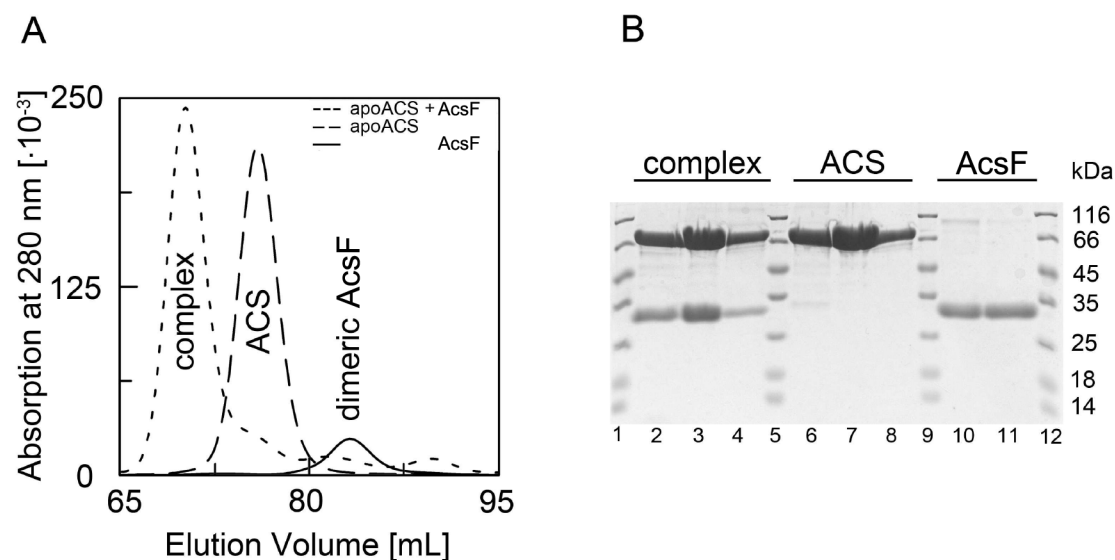 A
250
125
0
65
80
95
Absorption at 280 nm [·10⁻³]
Elution Volume [mL]
apoACS + AcsF
apoACS
AcsF
complex
ACS
dimeric AcsF
B
complex ACS AcsF kDa
116
66
45
35
25
18
14
1 2 3 4 5 6 7 8 9 10 11 12